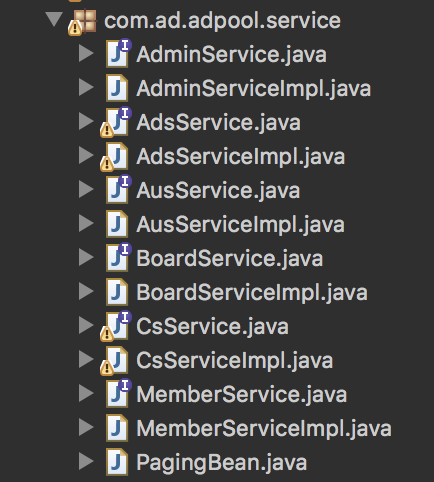 com.ad.adpool.service
AdminService.java
AdminServiceImpl.java
AdsService.java
AdsServiceImpl.java
AusService.java
AusServiceImpl.java
BoardService.java
BoardServiceImpl.java
CsService.java
CsServiceImpl.java
MemberService.java
MemberServiceImpl.java
PagingBean.java